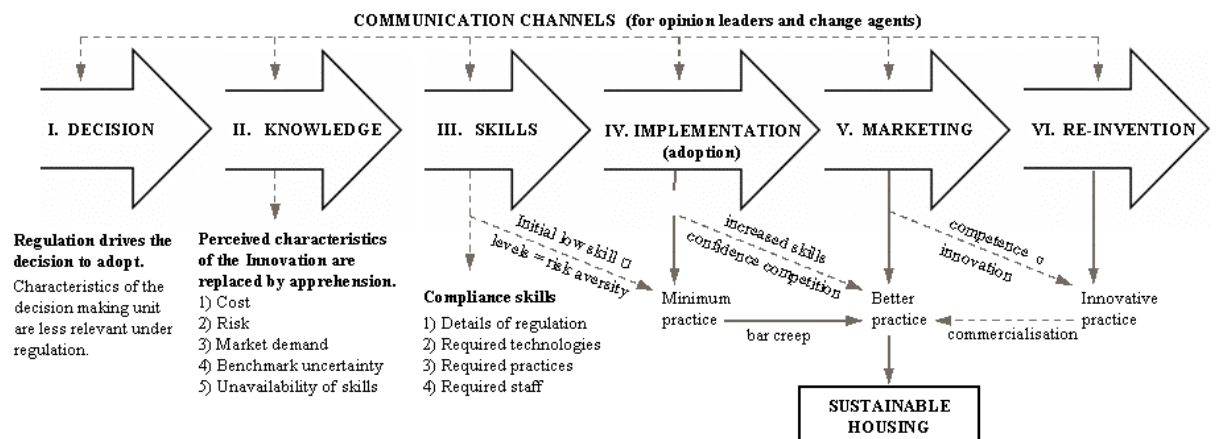 COMMUNICATION CHANNELS (for opinion leaders and change agents)
I. DECISION
II. KNOWLEDGE
III. SKILLS
IV. IMPLEMENTATION
(adoption)
V. MARKETING
VI. RE-INVENTION
Regulation drives the
decision to adopt.
Characteristics of the
decision making unit
are less relevant under
regulation.
Perceived characteristics
of the Innovation are
replaced by apprehension.
1) Cost
2) Risk
3) Market demand
4) Benchmark uncertainty
5) Unavailability of skills
Compliance skills
1) Details of regulation
2) Required technologies
3) Required practices
4) Required staff
Initial low skill
levels = risk aversity
Minimum
practice
increased skills
confidence competition
bar creep
Better
practice
competence
innovation
commercialisation
Innovative
practice
SUSTAINABLE
HOUSING